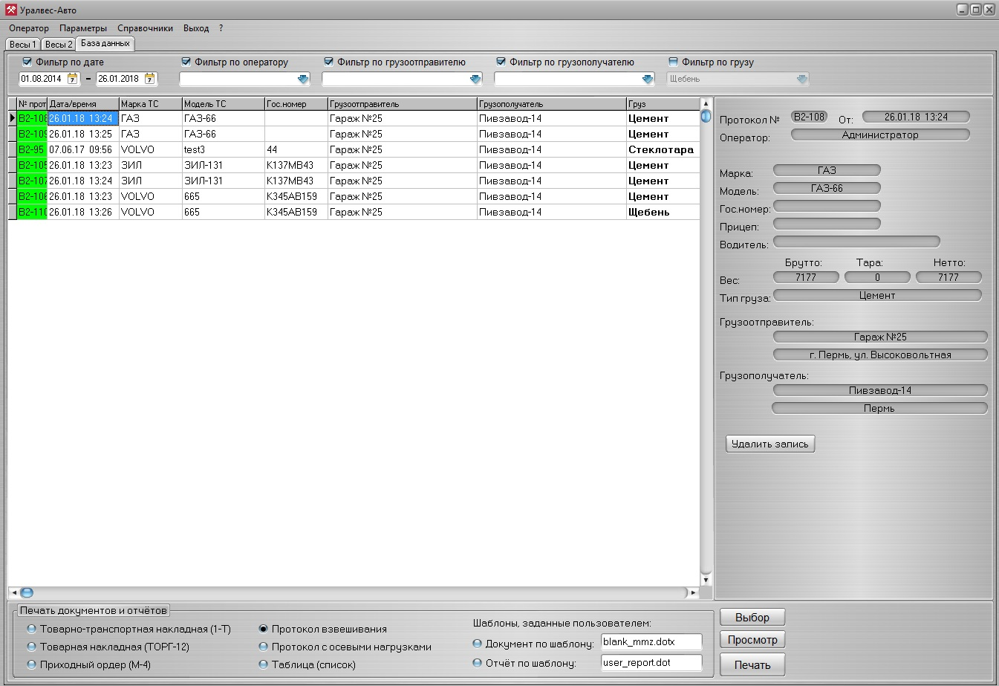 Уралвес-Авто
Оператор Параметры Справочники Выход ?
Весы 1 Весы 2 База данных
Фильтр по дате Фильтр по оператору Фильтр по грузоотправителю Фильтр по грузополучателю Фильтр по грузу
01.08.2014 – 26.01.2018 Щебень
№ прот Дата/время Марка ТС Модель ТС Гос.номер Грузоотправитель Грузополучатель Груз
В2-108 26.01.18 13:24 ГАЗ ГАЗ-66 Гараж №25 Пивзавод-14 Цемент
В2-109 26.01.18 13:25 ГАЗ ГАЗ-66 Гараж №25 Пивзавод-14 Цемент
В2-95 07.06.17 09:56 VOLVO test3 44 Гараж №25 Пивзавод-14 Стеклотара
В2-105 26.01.18 13:23 ЗИЛ ЗИЛ-131 К137МВ43 Гараж №25 Пивзавод-14 Цемент
В2-107 26.01.18 13:24 ЗИЛ ЗИЛ-131 К137МВ43 Гараж №25 Пивзавод-14 Цемент
В2-106 26.01.18 13:23 VOLVO 665 К345АВ159 Гараж №25 Пивзавод-14 Цемент
В2-110 26.01.18 13:26 VOLVO 665 К345АВ159 Гараж №25 Пивзавод-14 Щебень
Протокол № В2-108 От: 26.01.18 13:24
Оператор: Администратор
Марка: ГАЗ
Модель: ГАЗ-66
Гос.номер:
Прицеп:
Водитель:
Брутто: Тара: Нетто:
Вес: 7177 0 7177
Тип груза: Цемент
Грузоотправитель:
Гараж №25
г. Пермь, ул. Высоковольтная
Грузополучатель:
Пивзавод-14
Пермь
Удалить запись
Печать документов и отчётов
Товарно-транспортная накладная (1-Т)
Товарная накладная (ТОРГ-12)
Приходный ордер (М-4)
Протокол взвешивания
Протокол с осевыми нагрузками
Таблица (список)
Шаблоны, заданные пользователем:
Документ по шаблону: blank_mmz.dotx
Отчёт по шаблону: user_report.dot
Выбор
Просмотр
Печать